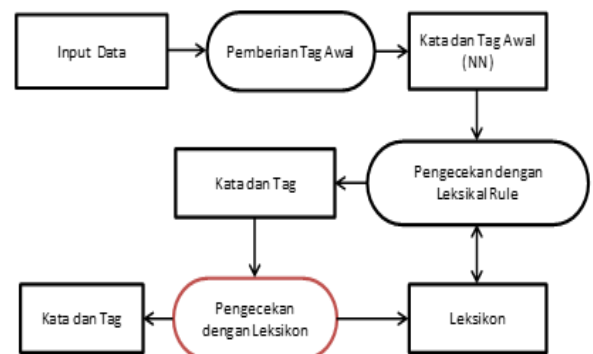 Input Data
Pemberian Tag Awal
Kata dan Tag Awal
(NN)
Pengecekan dengan
Leksikal Rule
Kata dan Tag
Kata dan Tag
Pengecekan
dengan Leksikon
Leksikon